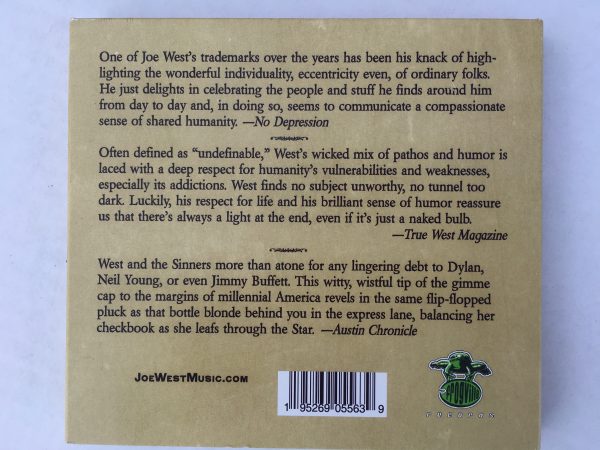 One of Joe West's trademarks over the years has been his knack of high-
lighting the wonderful individuality, eccentricity even, of ordinary folks.
He just delights in celebrating the people and stuff he finds around him
from day to day and, in doing so, seems to communicate a compassionate
sense of shared humanity. —No Depression
Often defined as "undefinable," West's wicked mix of pathos and humor is
laced with a deep respect for humanity's vulnerabilities and weaknesses,
especially its addictions. West finds no subject unworthy, no tunnel too
dark. Luckily, his respect for life and his brilliant sense of humor reassure
us that there's always a light at the end, even if it's just a naked bulb.
—True West Magazine
West and the Sinners more than atone for any lingering debt to Dylan,
Neil Young, or even Jimmy Buffett. This witty, wistful tip of the gimme
cap to the margins of millennial America revels in the same flip-flopped
pluck as that bottle blonde behind you in the express lane, balancing her
checkbook as she leafs through the Star. —Austin Chronicle
JOEWESTMUSIC.COM
1 95269 05563 9
Frogville
RECORDS